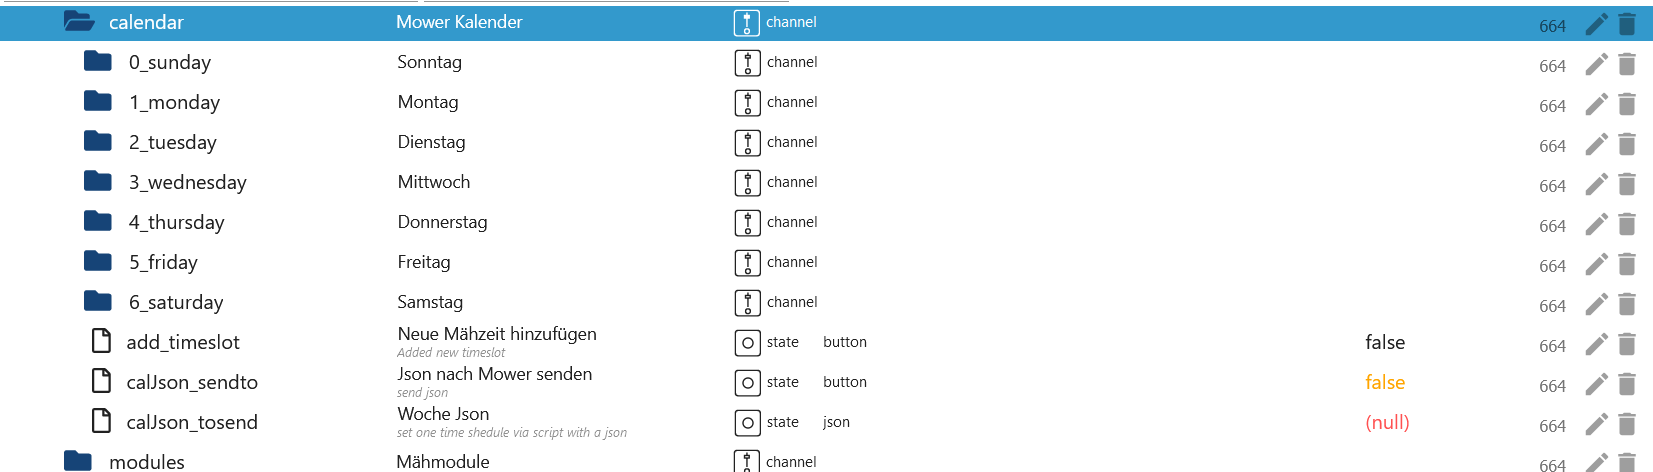 calendar Mower Kalender channel 664
0_sunday Sonntag channel 664
1_monday Montag channel 664
2_tuesday Dienstag channel 664
3_wednesday Mittwoch channel 664
4_thursday Donnerstag channel 664
5_friday Freitag channel 664
6_saturday Samstag channel 664
add_timeslot Neue Mähzeit hinzufügen state button false 664
Added new timeslot
calJson_sendto Json nach Mower senden state button false 664
send json
calJson_tosend Woche Json state json (null) 664
set one time shedule via script with a json
modules Mähmodule channel 664